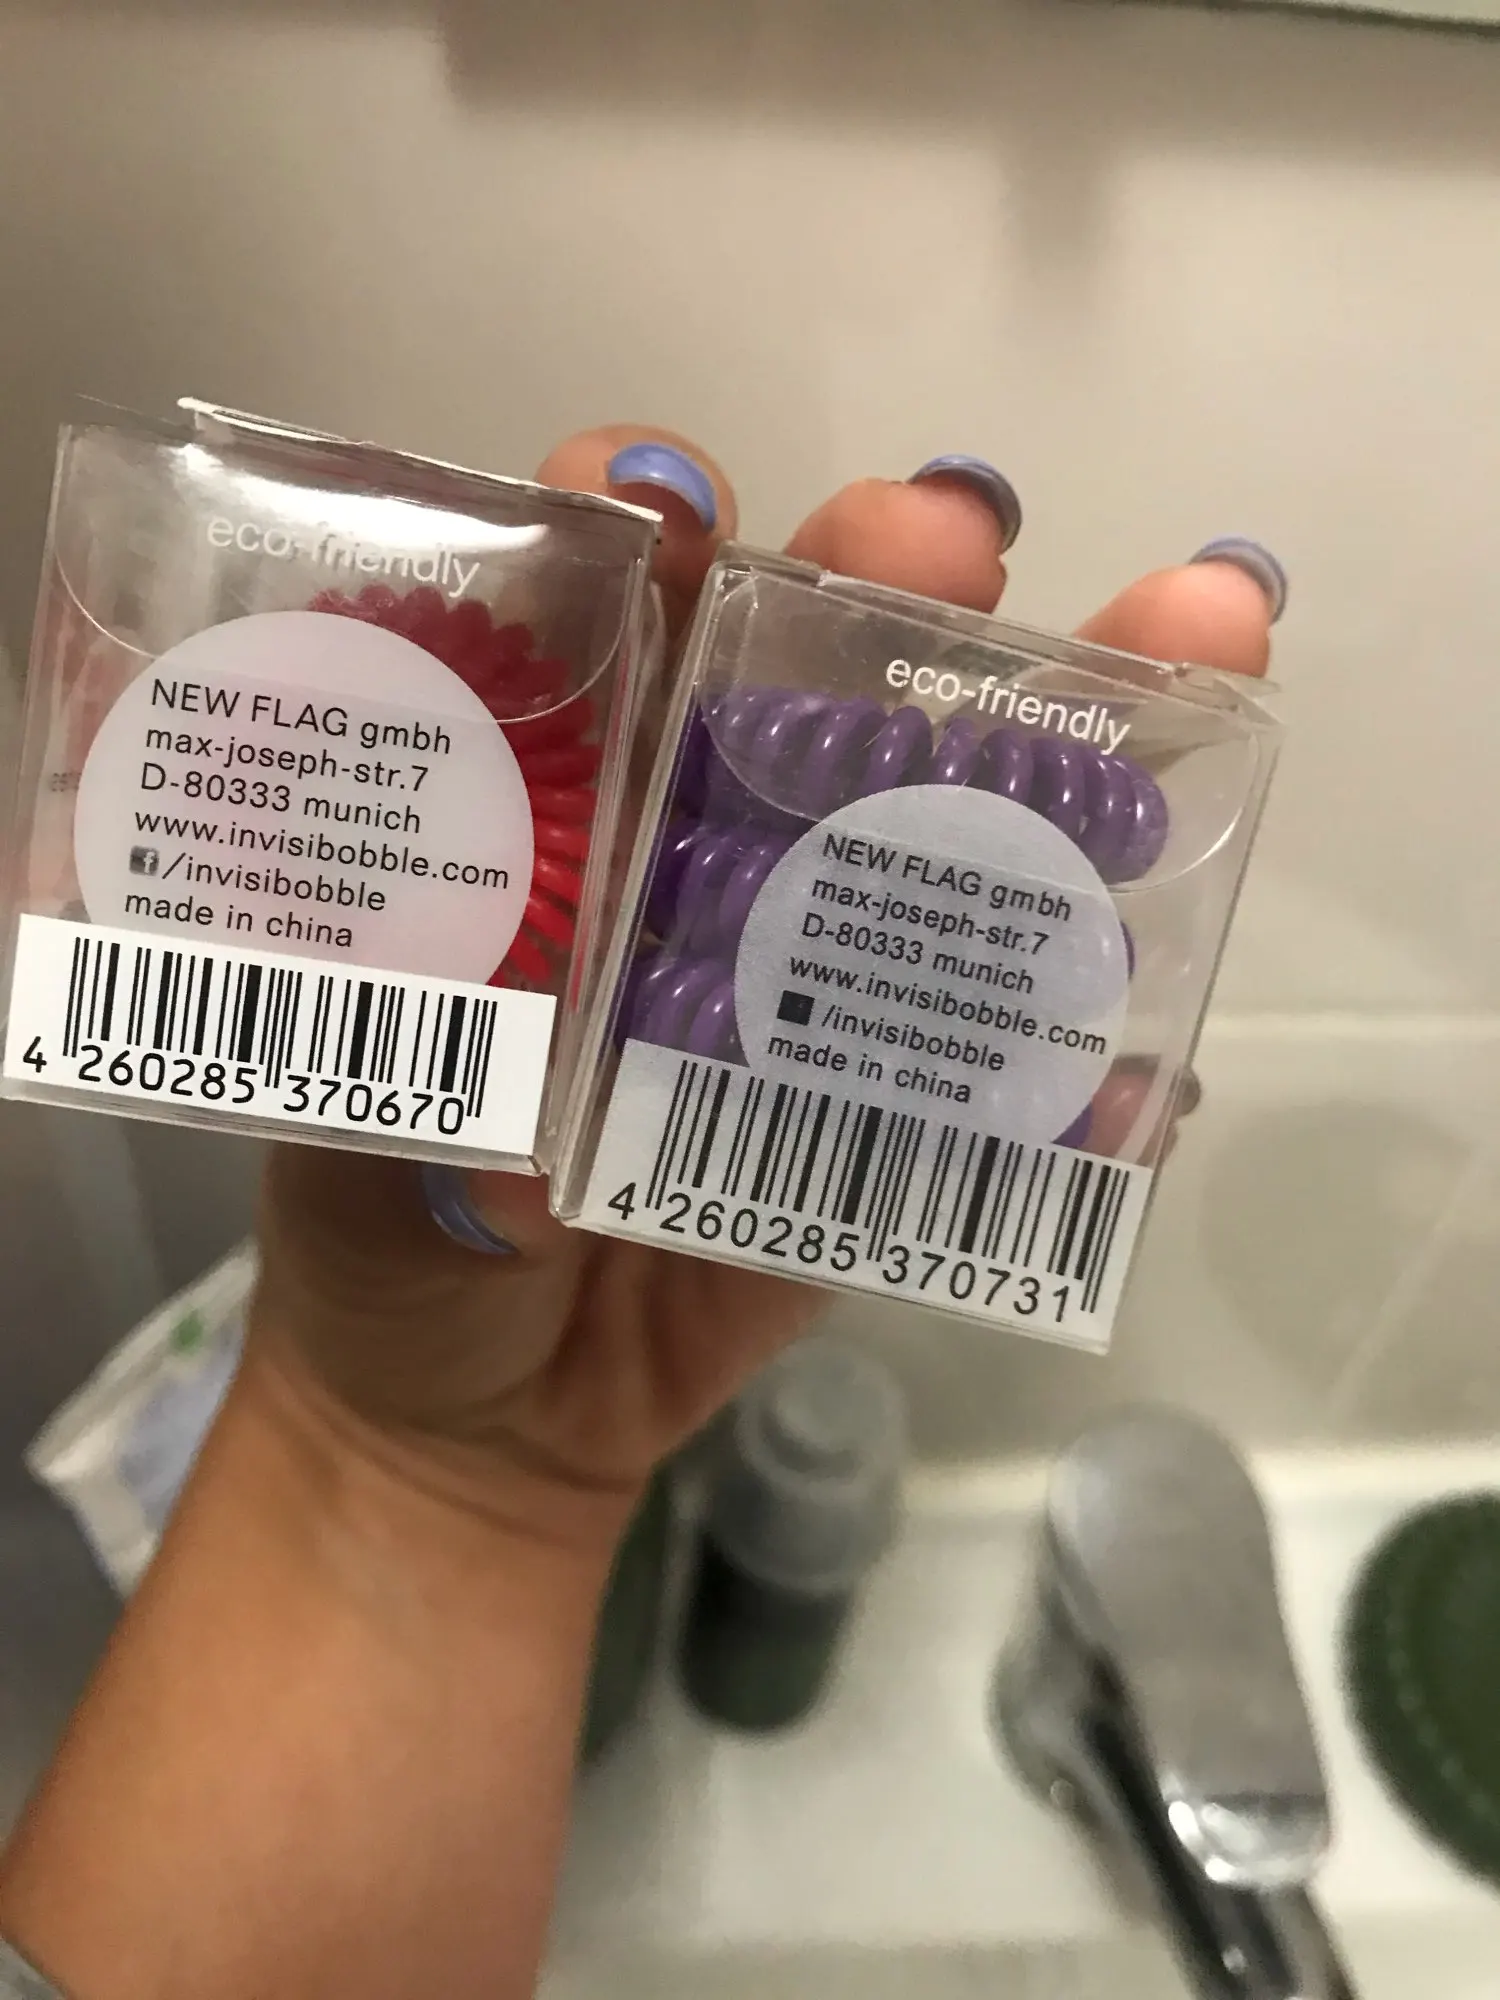 eco-friendly
NEW FLAG gmbh
max-joseph-str.7
D-80333 munich
www.invisibobble.com
f/invisibobble
made in china
4 260285 370670
eco-friendly
NEW FLAG gmbh
max-joseph-str.7
D-80333 munich
www.invisibobble.com
/invisibobble
made in china
4 260285 370731